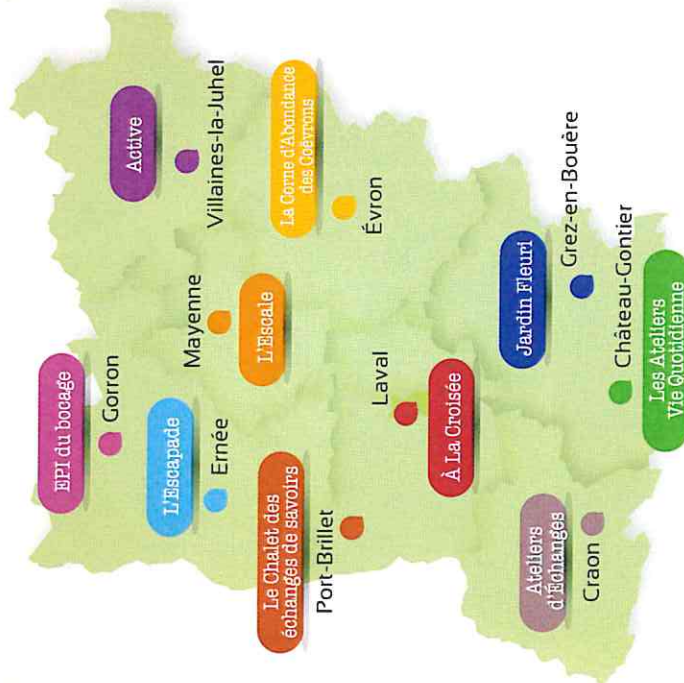 EPI du bocage
Gorron
Active
Villaines-la-Juhel
L'Escapade
Ernée
Mayenne
L'Escale
La Corne d'Abondance
des Coëvrons
Évron
Le Chalet des
échanges de savoirs
Port-Brillet
Laval
À La Croisée
Jardin Fleuri
Grez-en-Bouère
Ateliers
d'Échanges
Craon
Château-Gontier
Les Ateliers
Vie Quotidienne